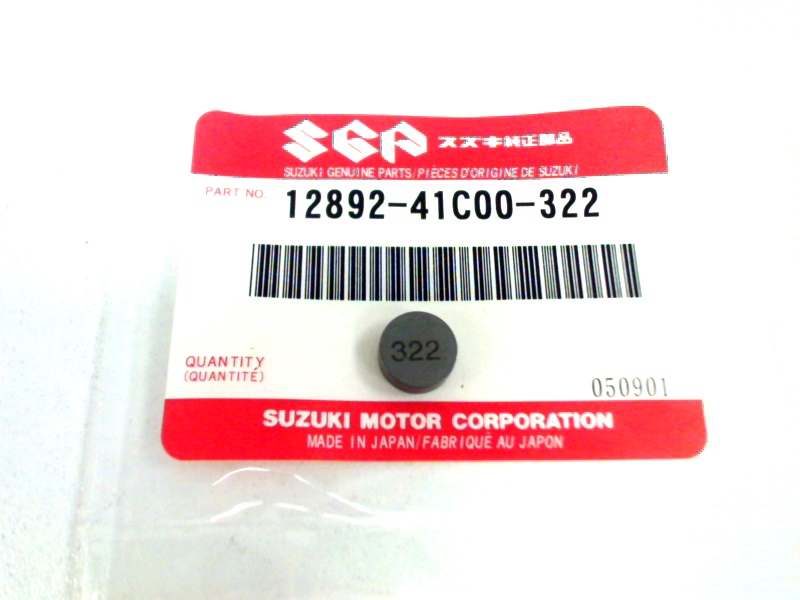 SGP スズキ純正部品
SUZUKI GENUINE PARTS/PIÈCES D'ORIGINE DE SUZUKI
PART NO. 12892-41C00-322
322
QUANTITY
(QUANTITÉ)
050901
SUZUKI MOTOR CORPORATION
MADE IN JAPAN/FABRIQUÉ AU JAPON